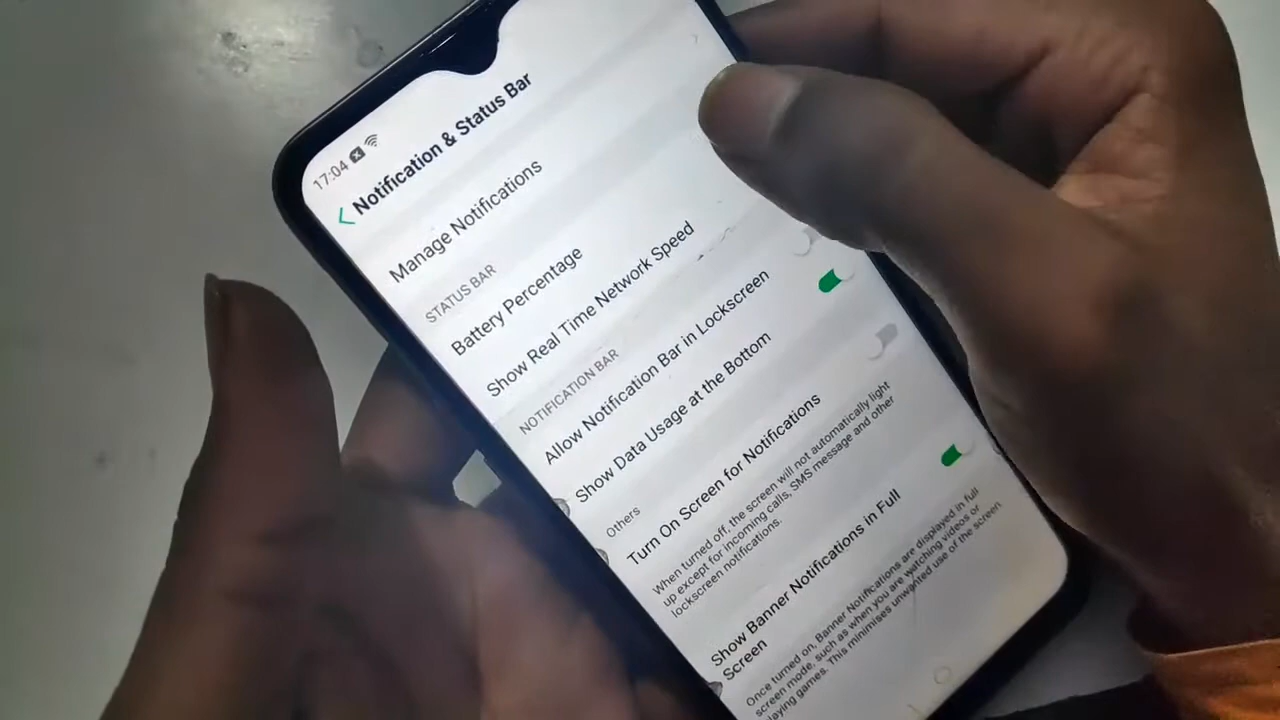 17:04
Notification & Status Bar
Manage Notifications
STATUS BAR
Battery Percentage
Show Real Time Network Speed
NOTIFICATION BAR
Allow Notification Bar in Lockscreen
Show Data Usage at the Bottom
Others
Turn On Screen for Notifications
When turned off, the screen will not automatically light
up except for incoming calls, SMS message and other
lockscreen notifications.
Show Banner Notifications in Full
Screen
Once turned on, Banner Notifications are displayed in full
screen mode, such as when you are watching videos or
laying games. This minimises unwanted use of the screen